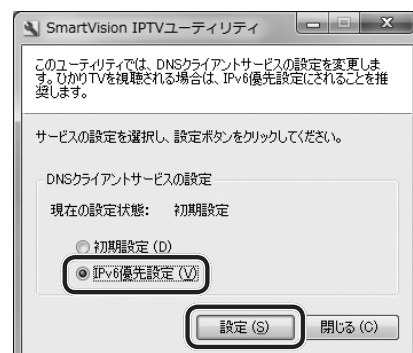 SmartVision IPTVユーティリティ
このユーティリティでは、DNSクライアントサービスの設定を変更しま
す。ひかりTVを視聴される場合は、IPv6優先設定にされることを推
奨します。
サービスの設定を選択し、設定ボタンをクリックしてください。
DNSクライアントサービスの設定
現在の設定状態: 初期設定
初期設定 (D)
IPv6優先設定 (V)
設定 (S)
閉じる (C)